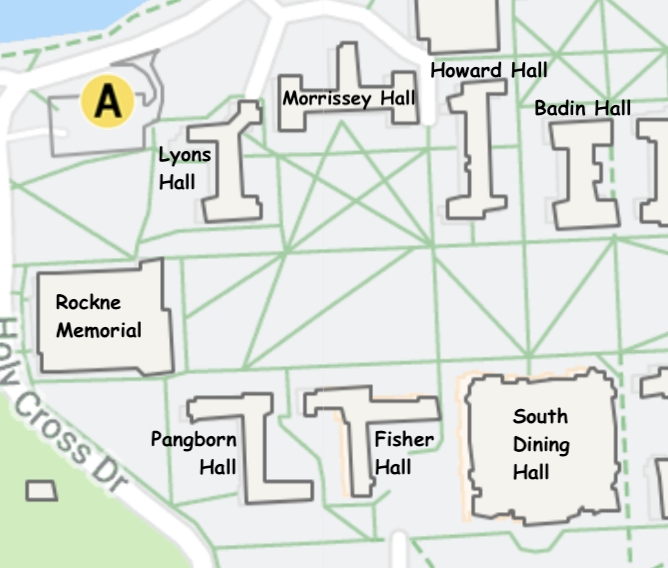 Howard Hall
A
Morrissey Hall
Badin Hall
Lyons
Hall
Rockne
Memorial
Holy Cross Dr
Pangborn
Hall
Fisher
Hall
South
Dining
Hall